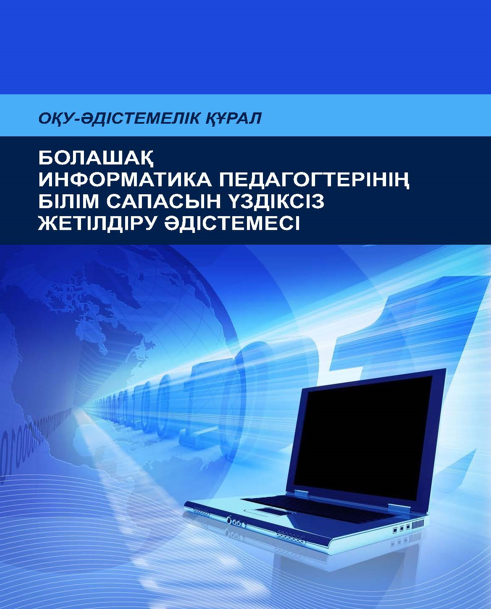 ОҚУ-ӘДІСТЕМЕЛІК ҚҰРАЛ
БОЛАШАҚ
ИНФОРМАТИКА ПЕДАГОГТЕРІНІҢ
БІЛІМ САПАСЫН ҮЗДІКСІЗ
ЖЕТІЛДІРУ ӘДІСТЕМЕСІ